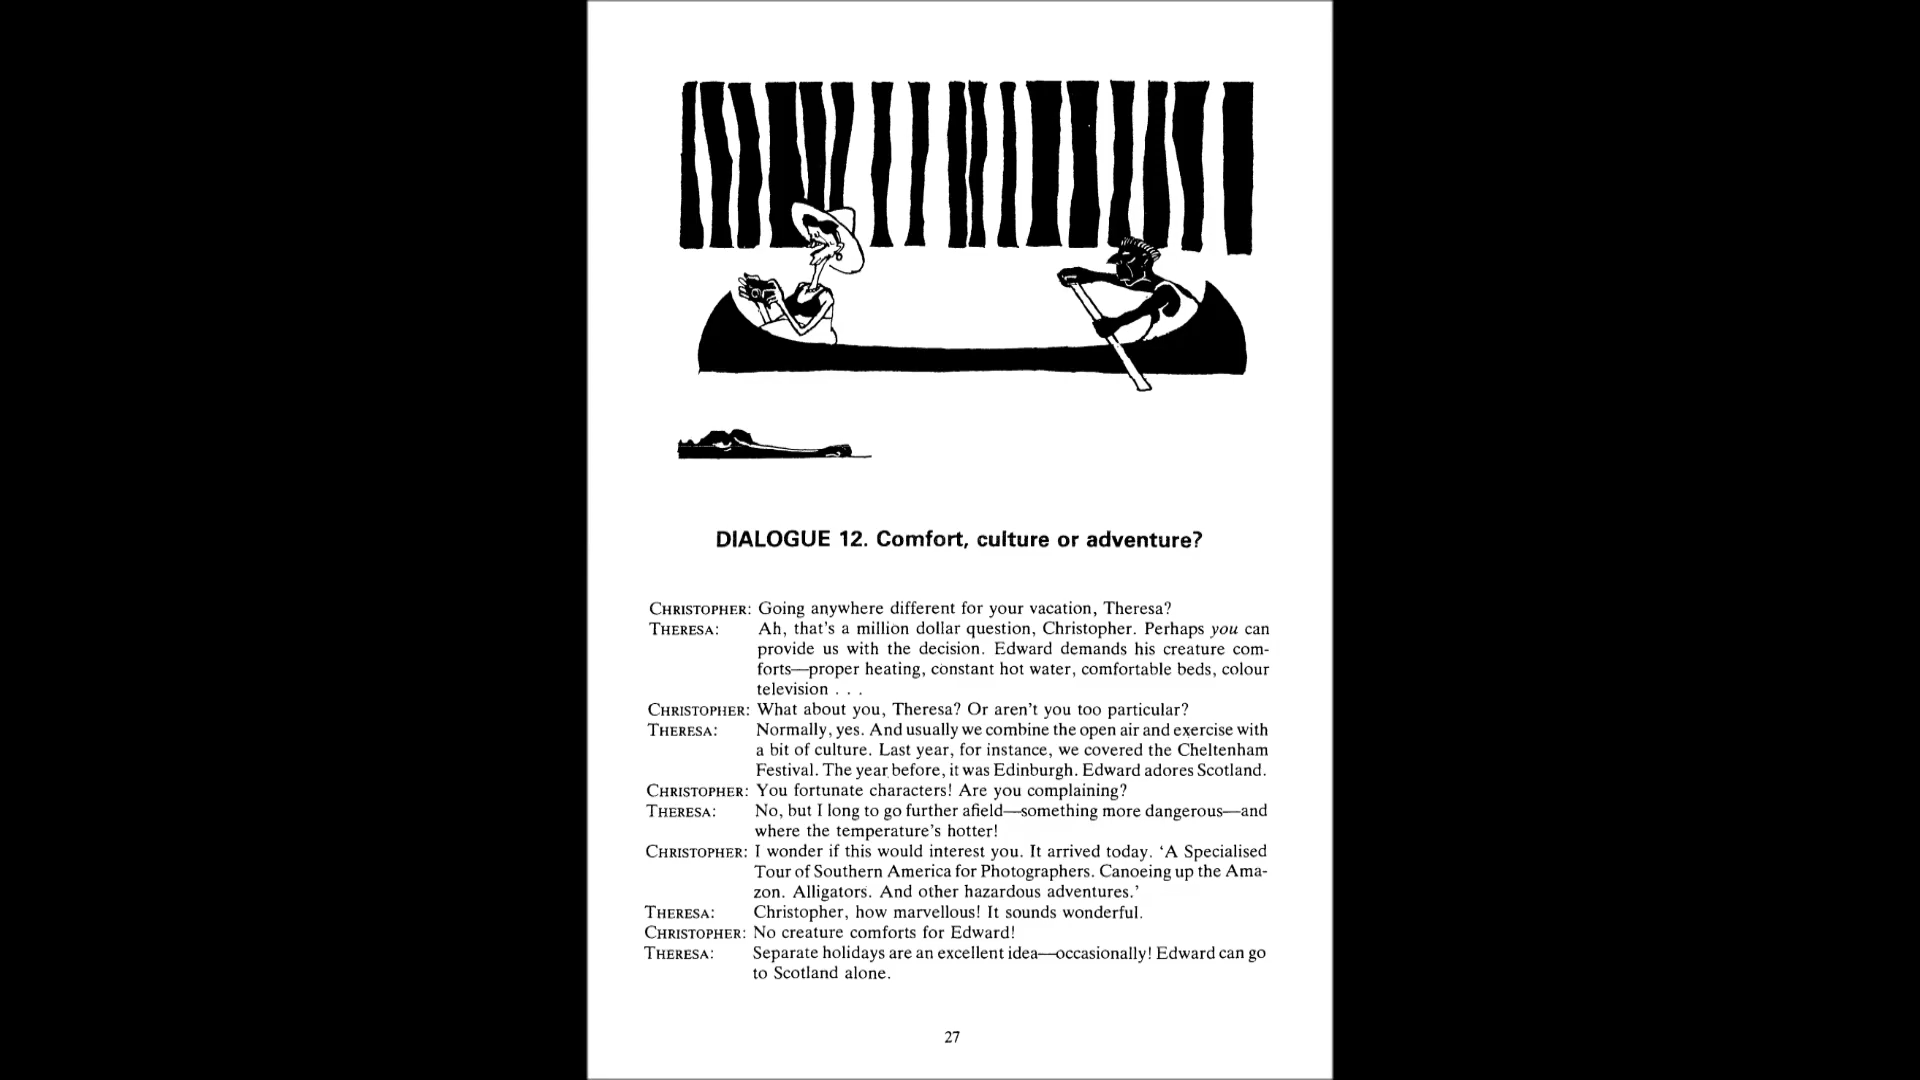 DIALOGUE 12. Comfort, culture or adventure?
CHRISTOPHER: Going anywhere different for your vacation, Theresa?
THERESA: Ah, that's a million dollar question, Christopher. Perhaps you can
provide us with the decision. Edward demands his creature com-
forts—proper heating, constant hot water, comfortable beds, colour
television . . .
CHRISTOPHER: What about you, Theresa? Or aren't you too particular?
THERESA: Normally, yes. And usually we combine the open air and exercise with
a bit of culture. Last year, for instance, we covered the Cheltenham
Festival. The year before, it was Edinburgh. Edward adores Scotland.
CHRISTOPHER: You fortunate characters! Are you complaining?
THERESA: No, but I long to go further afield—something more dangerous—and
where the temperature's hotter!
CHRISTOPHER: I wonder if this would interest you. It arrived today. ‘A Specialised
Tour of Southern America for Photographers. Canoeing up the Ama-
zon. Alligators. And other hazardous adventures.’
THERESA: Christopher, how marvellous! It sounds wonderful.
CHRISTOPHER: No creature comforts for Edward!
THERESA: Separate holidays are an excellent idea—occasionally! Edward can go
to Scotland alone.
27